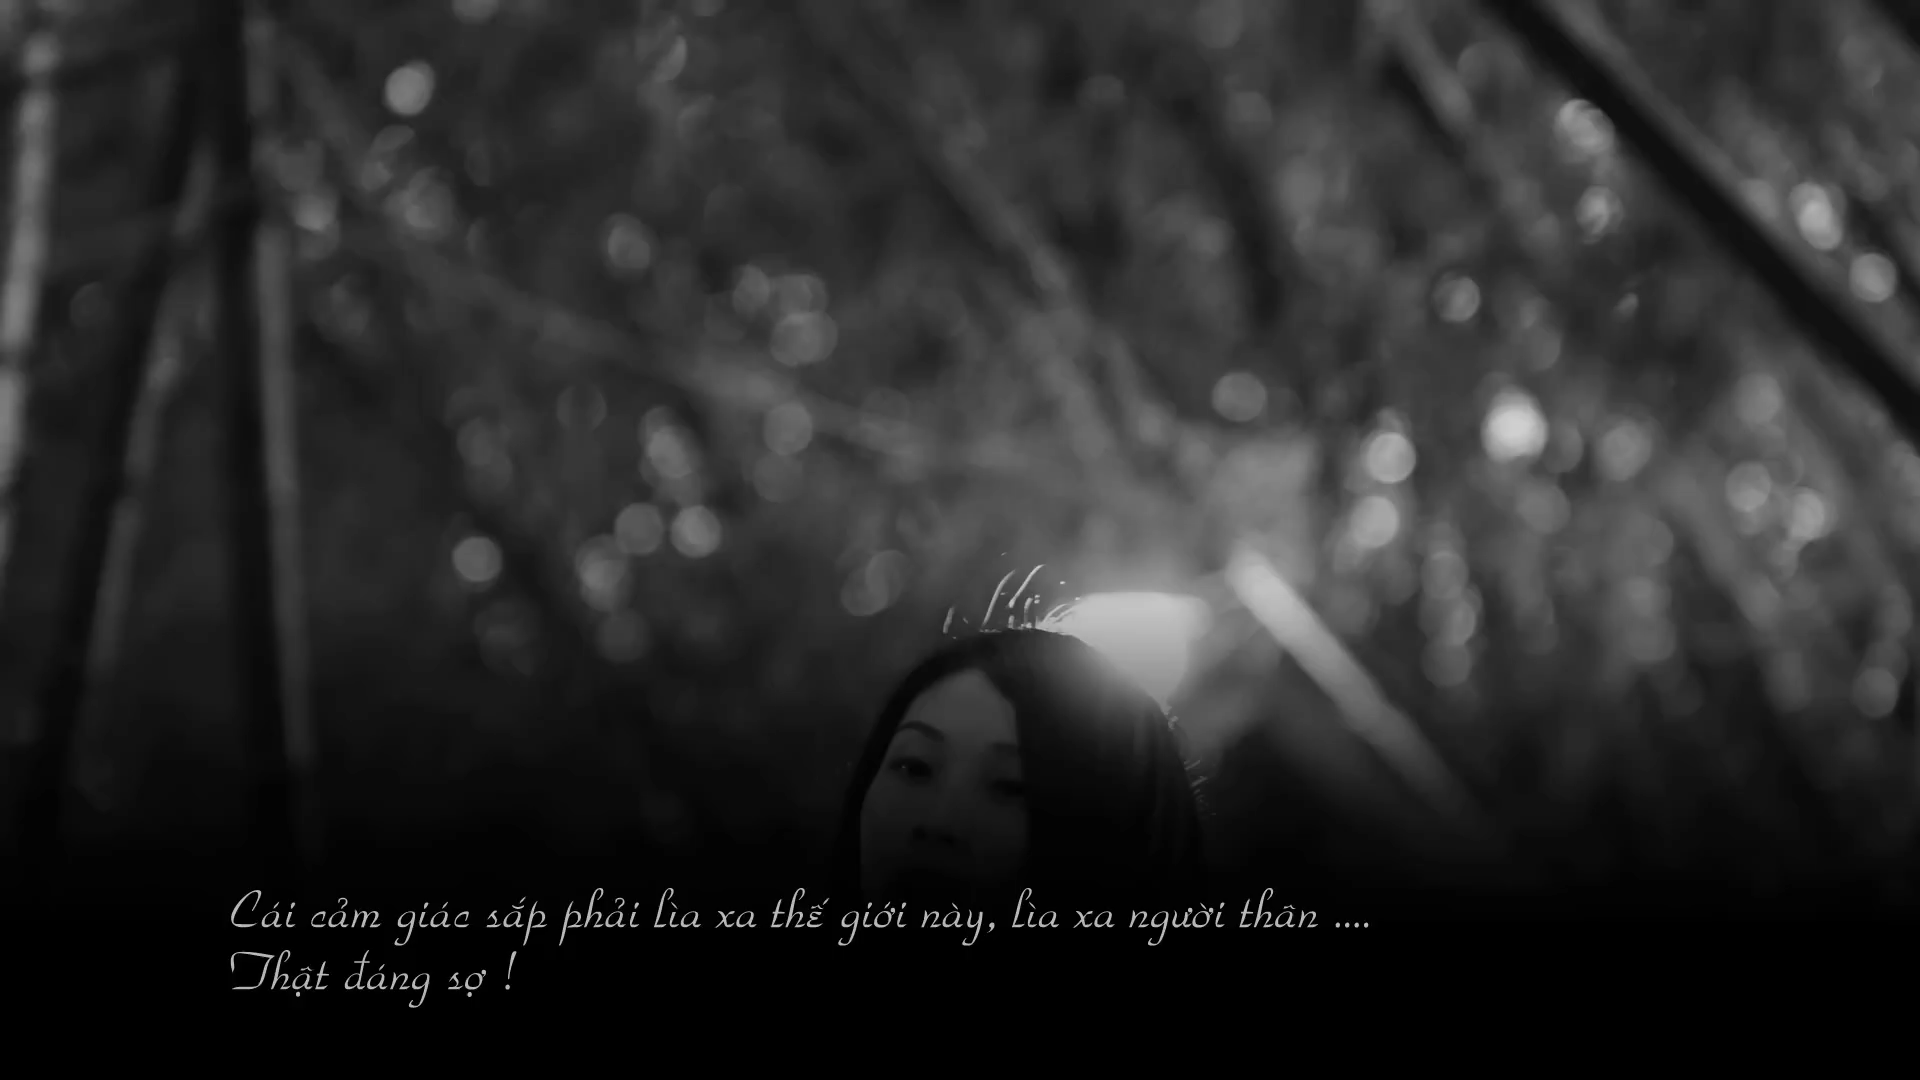 Cái cảm giác sắp phải lìa xa thế giới này, lìa xa người thân ....
Thật đáng sợ !